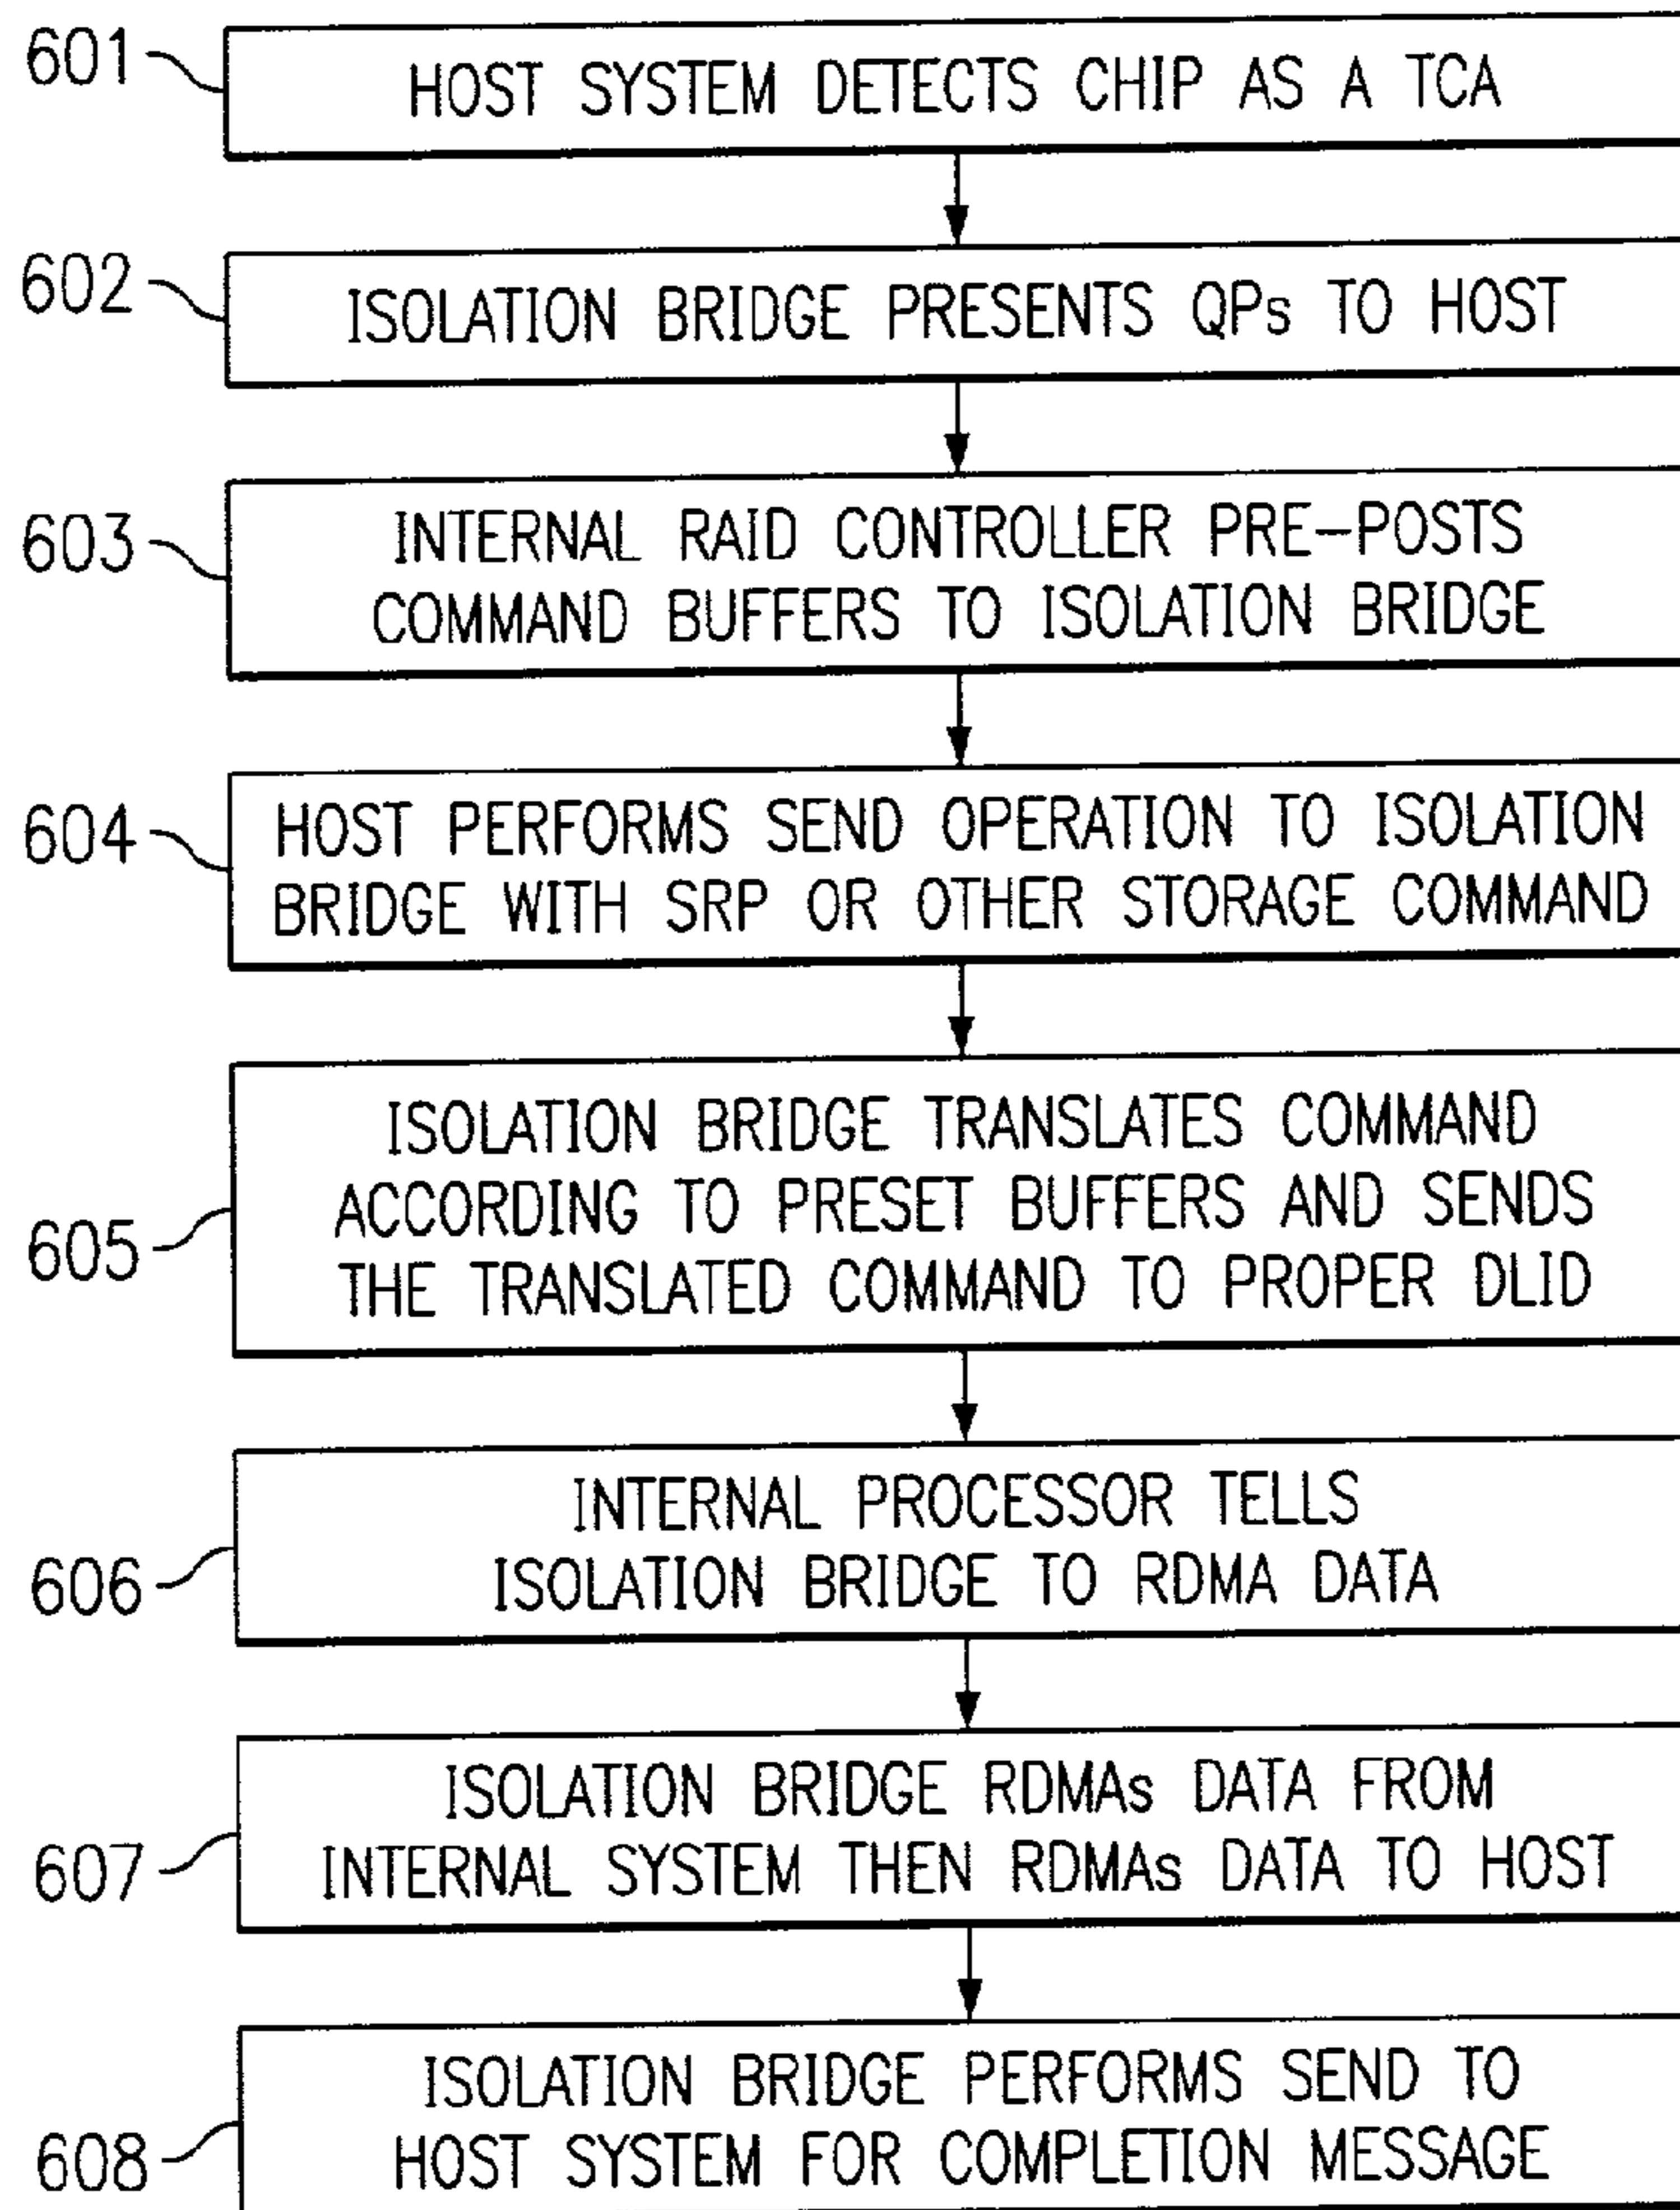 601
HOST SYSTEM DETECTS CHIP AS A TCA
602
ISOLATION BRIDGE PRESENTS QPs TO HOST
603
INTERNAL RAID CONTROLLER PRE-POSTS
COMMAND BUFFERS TO ISOLATION BRIDGE
604
HOST PERFORMS SEND OPERATION TO ISOLATION
BRIDGE WITH SRP OR OTHER STORAGE COMMAND
605
ISOLATION BRIDGE TRANSLATES COMMAND
ACCORDING TO PRESET BUFFERS AND SENDS
THE TRANSLATED COMMAND TO PROPER DLID
606
INTERNAL PROCESSOR TELLS
ISOLATION BRIDGE TO RDMA DATA
607
ISOLATION BRIDGE RDMAs DATA FROM
INTERNAL SYSTEM THEN RDMAs DATA TO HOST
608
ISOLATION BRIDGE PERFORMS SEND TO
HOST SYSTEM FOR COMPLETION MESSAGE